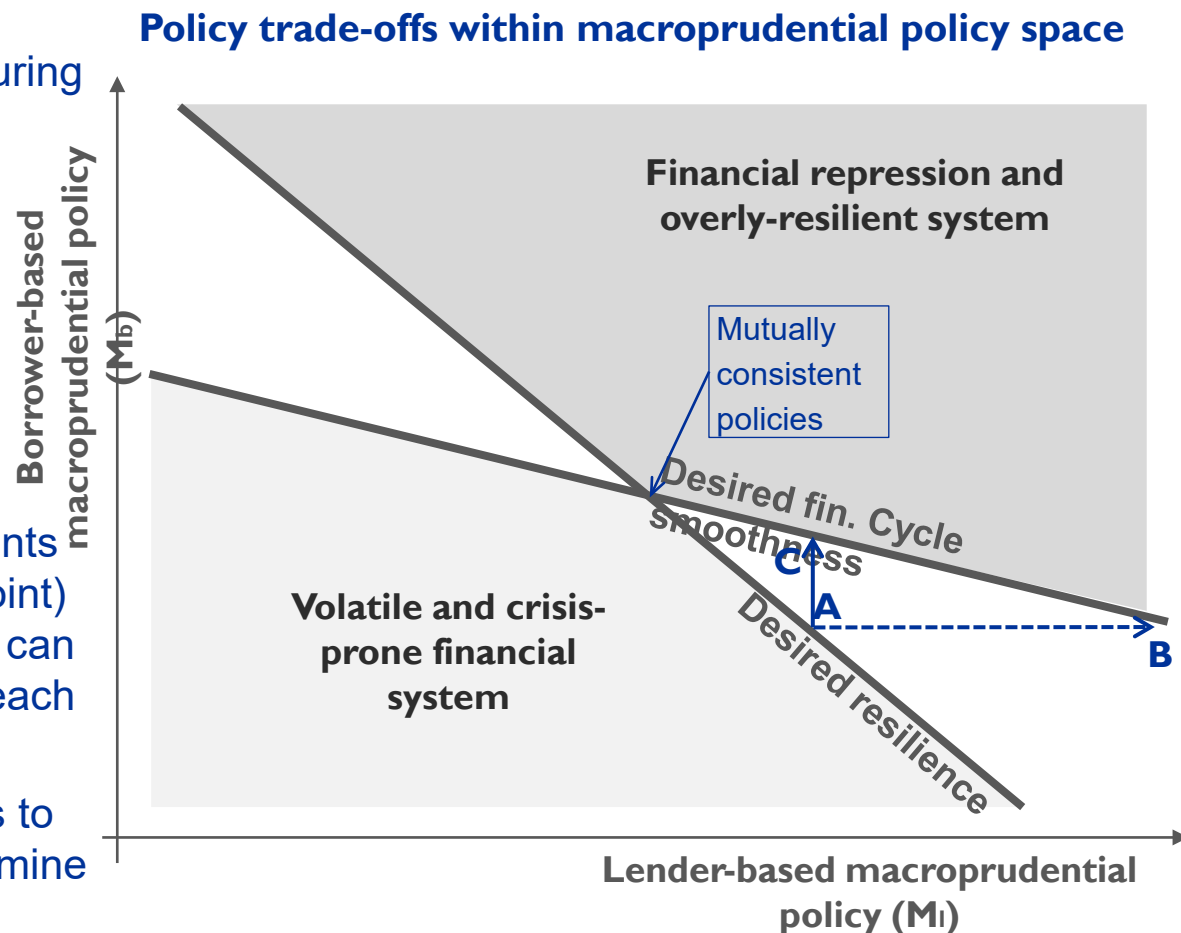 Policy trade-offs within macroprudential policy space
uring
ints
oint)
can
each
s to
mine
Borrower-based
macroprudential policy
(Mb)
Financial repression and
overly-resilient system
Mutually
consistent
policies
Desired fin. Cycle
smoothness
C
A
B
Desired resilience
Volatile and crisis-
prone financial
system
Lender-based macroprudential
policy (Ml)